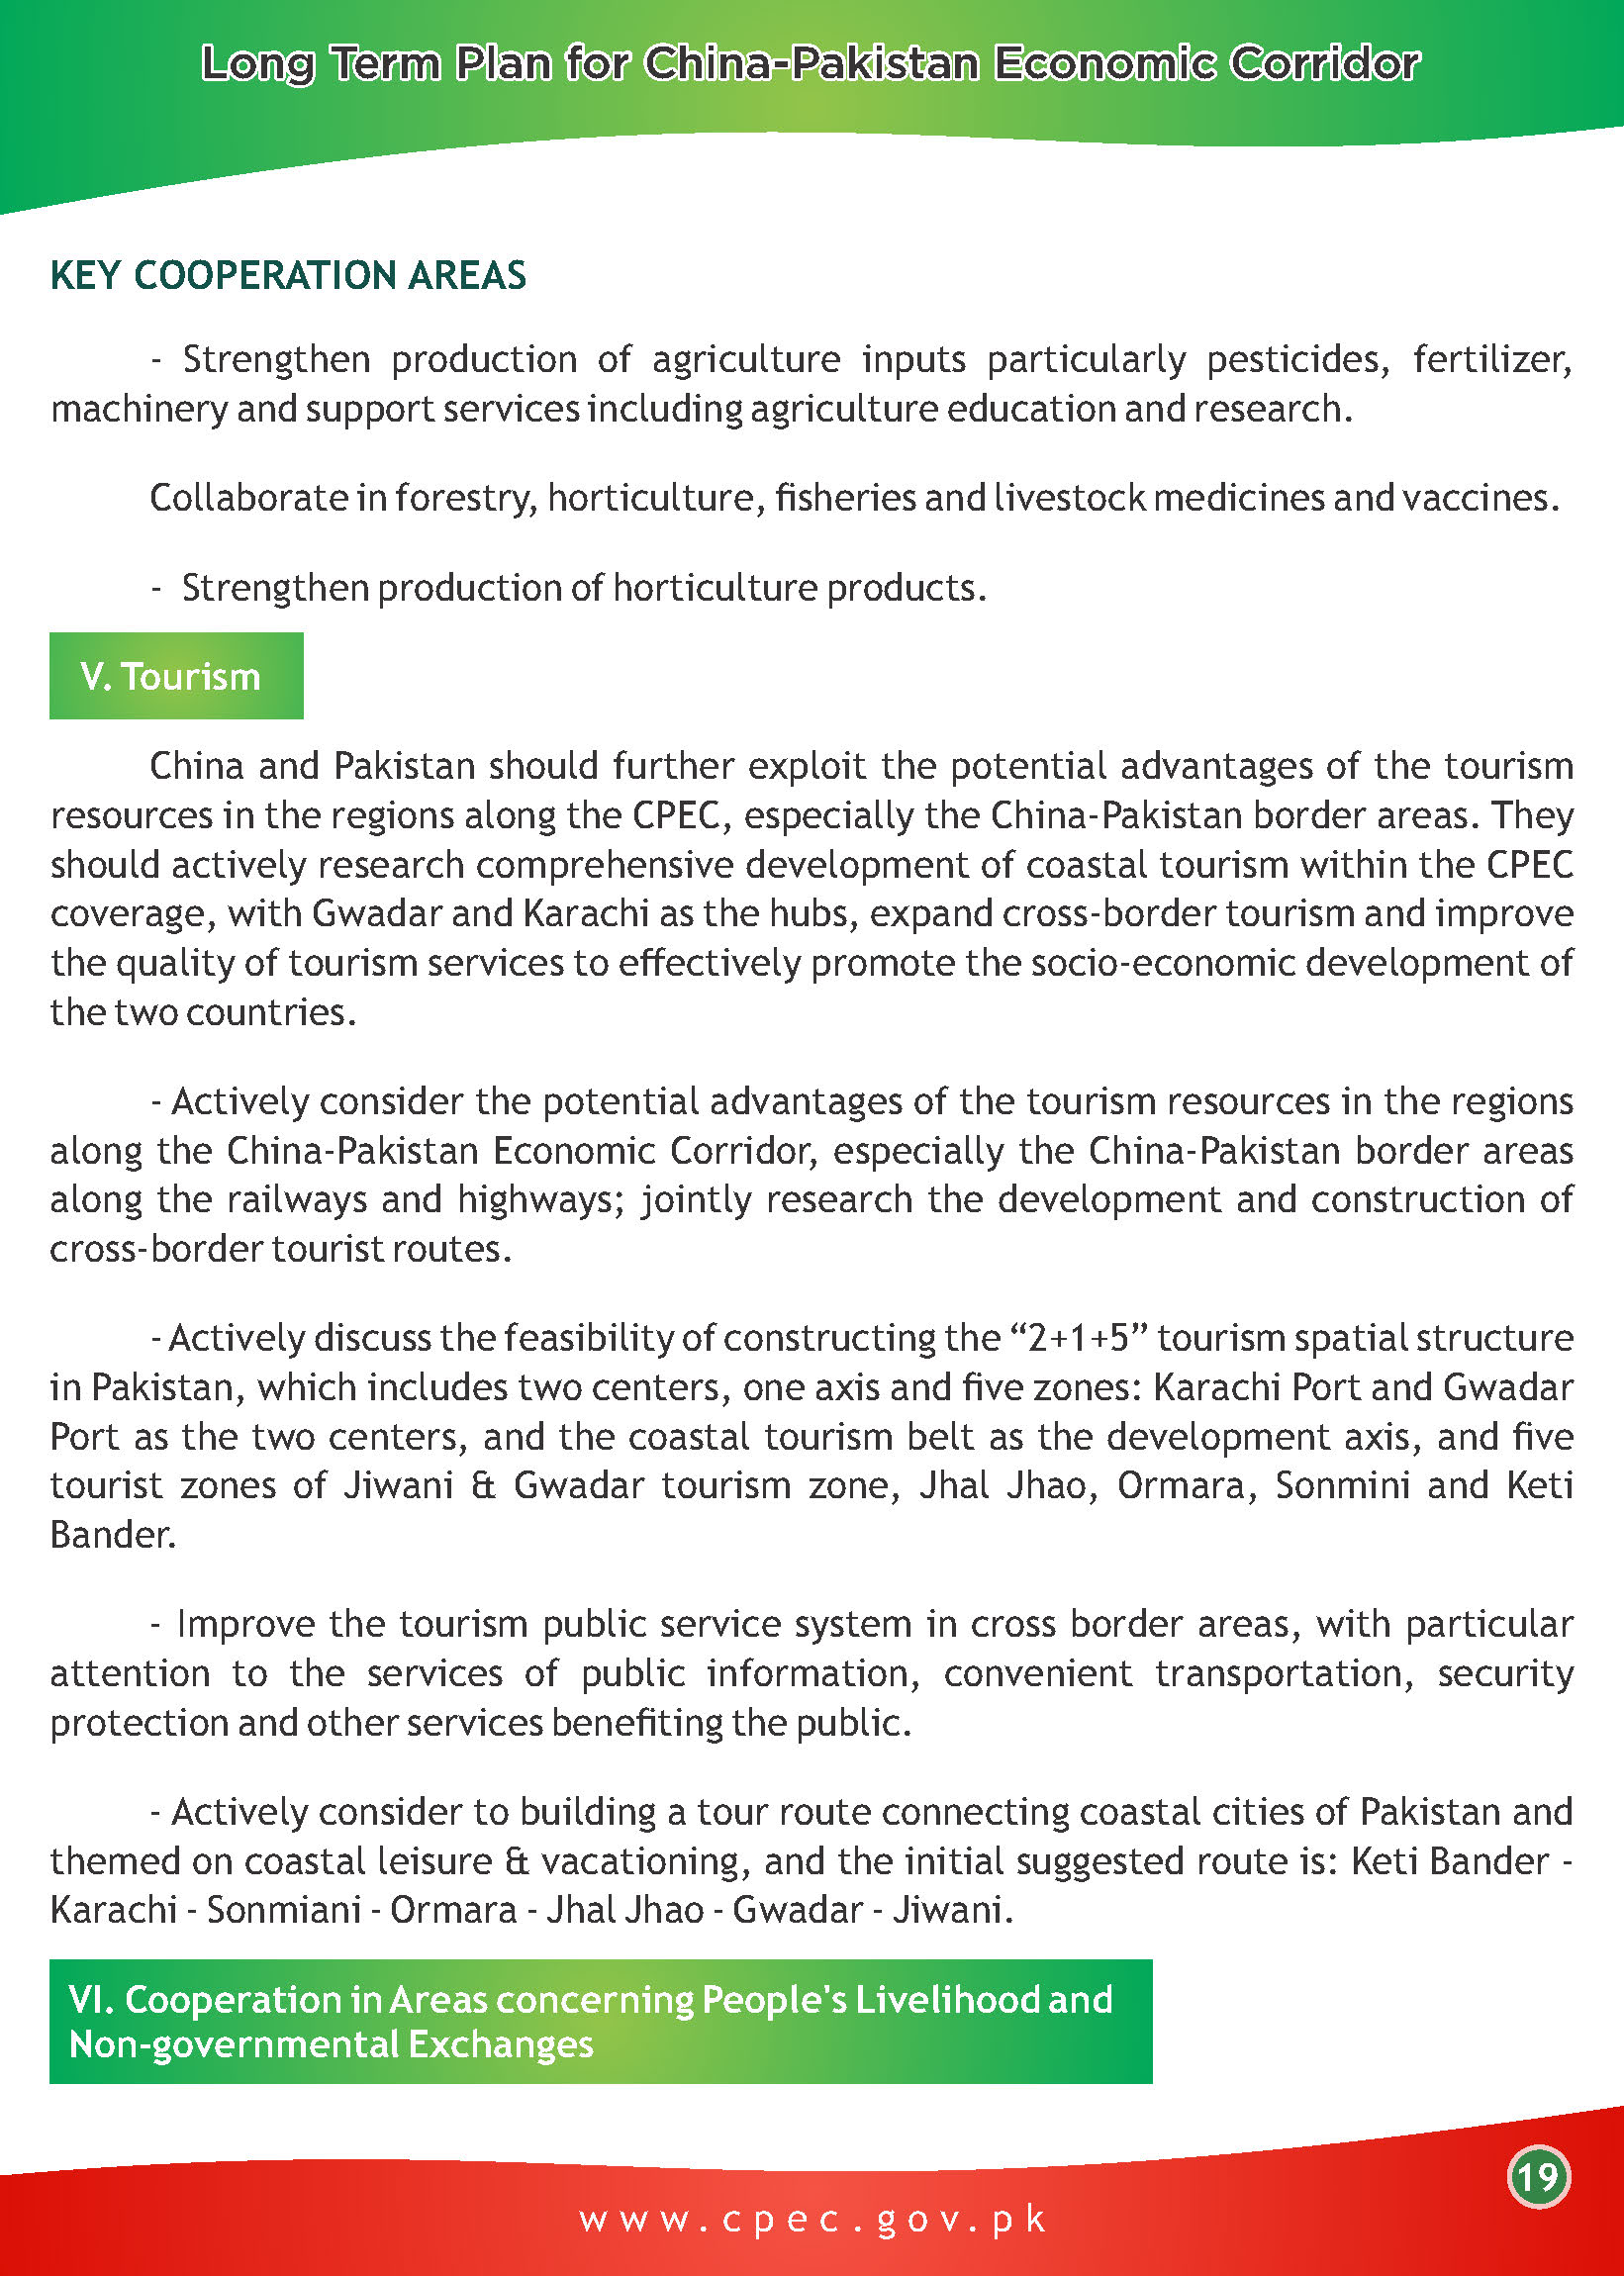 Long Term Plan for China-Pakistan Economic Corridor
KEY COOPERATION AREAS
- Strengthen production of agriculture inputs particularly pesticides, fertilizer,
machinery and support services including agriculture education and research.
Collaborate in forestry, horticulture, fisheries and livestock medicines and vaccines.
- Strengthen production of horticulture products.
V. Tourism
China and Pakistan should further exploit the potential advantages of the tourism
resources in the regions along the CPEC, especially the China-Pakistan border areas. They
should actively research comprehensive development of coastal tourism within the CPEC
coverage, with Gwadar and Karachi as the hubs, expand cross-border tourism and improve
the quality of tourism services to effectively promote the socio-economic development of
the two countries.
- Actively consider the potential advantages of the tourism resources in the regions
along the China-Pakistan Economic Corridor, especially the China-Pakistan border areas
along the railways and highways; jointly research the development and construction of
cross-border tourist routes.
- Actively discuss the feasibility of constructing the “2+1+5” tourism spatial structure
in Pakistan, which includes two centers, one axis and five zones: Karachi Port and Gwadar
Port as the two centers, and the coastal tourism belt as the development axis, and five
tourist zones of Jiwani & Gwadar tourism zone, Jhal Jhao, Ormara, Sonmini and Keti
Bander.
- Improve the tourism public service system in cross border areas, with particular
attention to the services of public information, convenient transportation, security
protection and other services benefiting the public.
- Actively consider to building a tour route connecting coastal cities of Pakistan and
themed on coastal leisure & vacationing, and the initial suggested route is: Keti Bander -
Karachi - Sonmiani - Ormara - Jhal Jhao - Gwadar - Jiwani.
VI. Cooperation in Areas concerning People's Livelihood and
Non-governmental Exchanges
19
www.cpec.gov.pk